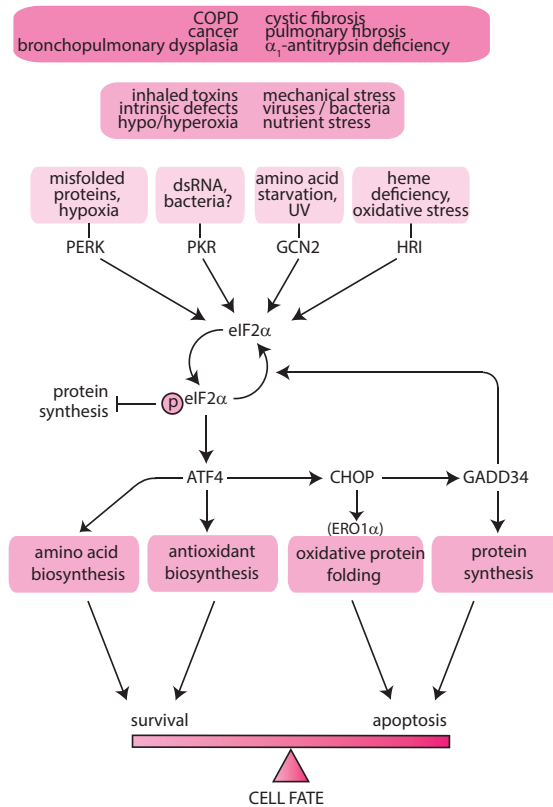 COPD cystic fibrosis
cancer pulmonary fibrosis
bronchopulmonary dysplasia α₁-antitrypsin deficiency
inhaled toxins mechanical stress
intrinsic defects viruses / bacteria
hypo/hyperoxia nutrient stress
misfolded
proteins,
hypoxia
dsRNA,
bacteria?
amino acid
starvation,
UV
heme
deficiency,
oxidative stress
PERK PKR GCN2 HRI
eIF2α
protein
synthesis
p eIF2α
ATF4 CHOP GADD34
(ERO1α)
amino acid
biosynthesis
antioxidant
biosynthesis
oxidative protein
folding
protein
synthesis
survival apoptosis
CELL FATE